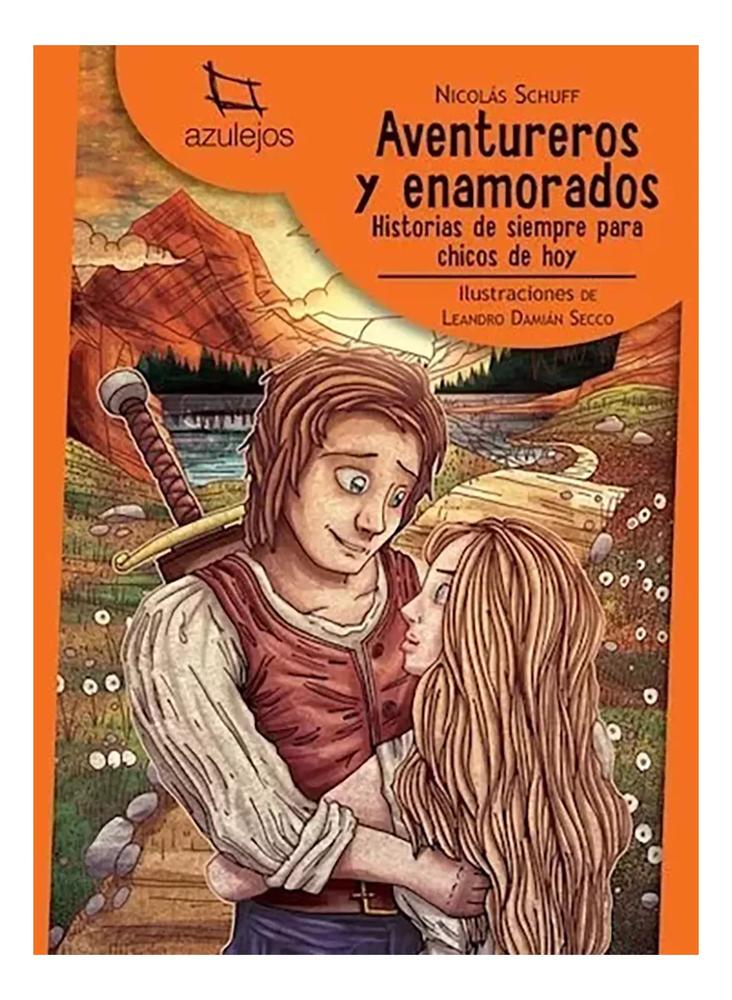 azulejos
Nicolás Schuff
Aventureros
y enamorados
Historias de siempre para
chicos de hoy
Ilustraciones de
Leandro Damián Secco